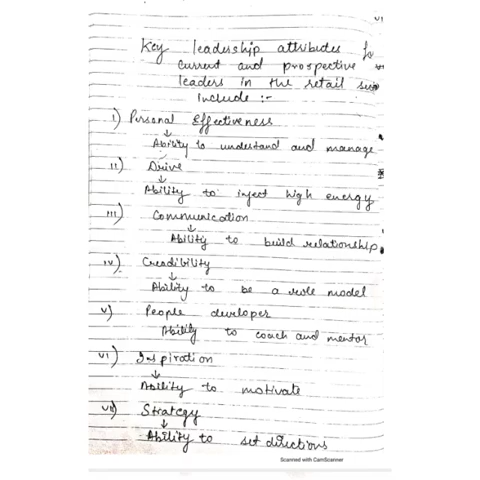 Key leadership attributes fo
current and prospective
leaders in the retail
include :-
i) Personal Effectiveness
↓
Ability to understand and manage
ii) Drive
↓
Ability to inject high energy
iii) Communication
↓
Ability to build relationship
iv) Credibility
↓
Ability to be a role model
v) People developer
Ability to coach and mentor
vi) Inspiration
↓
Ability to motivate
vii) Strategy
↓
Ability to set directions
Scanned with CamScanner